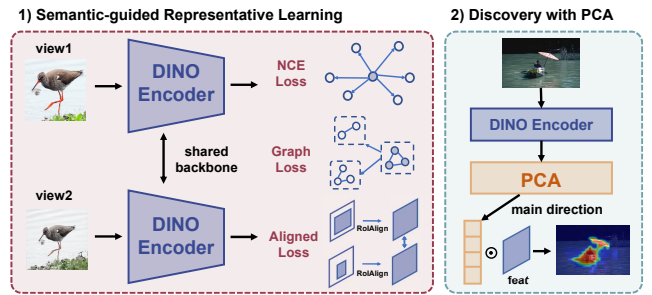 1) Semantic-guided Representative Learning
view1
DINO
Encoder
NCE
Loss
shared
backbone
Graph
Loss
view2
DINO
Encoder
Aligned
Loss
RoIAlign
RoIAlign
2) Discovery with PCA
DINO Encoder
PCA
main direction
feat